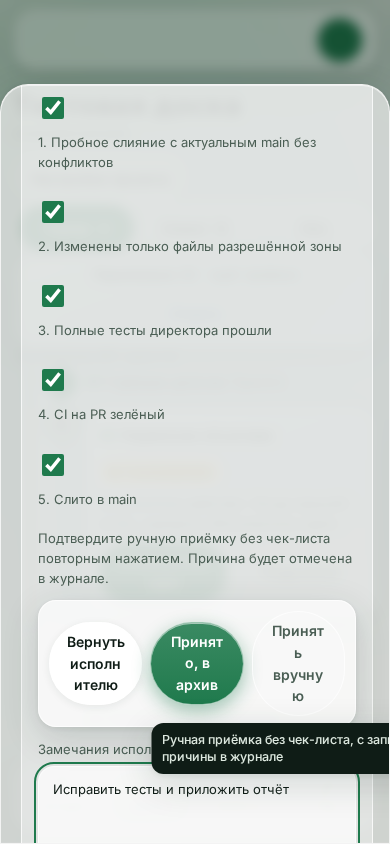 1. Пробное слияние с актуальным main без
конфликтов
2. Изменены только файлы разрешённой зоны
3. Полные тесты директора прошли
4. CI на PR зелёный
5. Слито в main
Подтвердите ручную приёмку без чек-листа
повторным нажатием. Причина будет отмечена
в журнале.
Вернуть
исполн
ителю
Принят
о, в
архив
Принят
ь
вручну
ю
Ручная приёмка без чек-листа, с
причины в журнале
Замечания
Исправить тесты и приложить отчёт